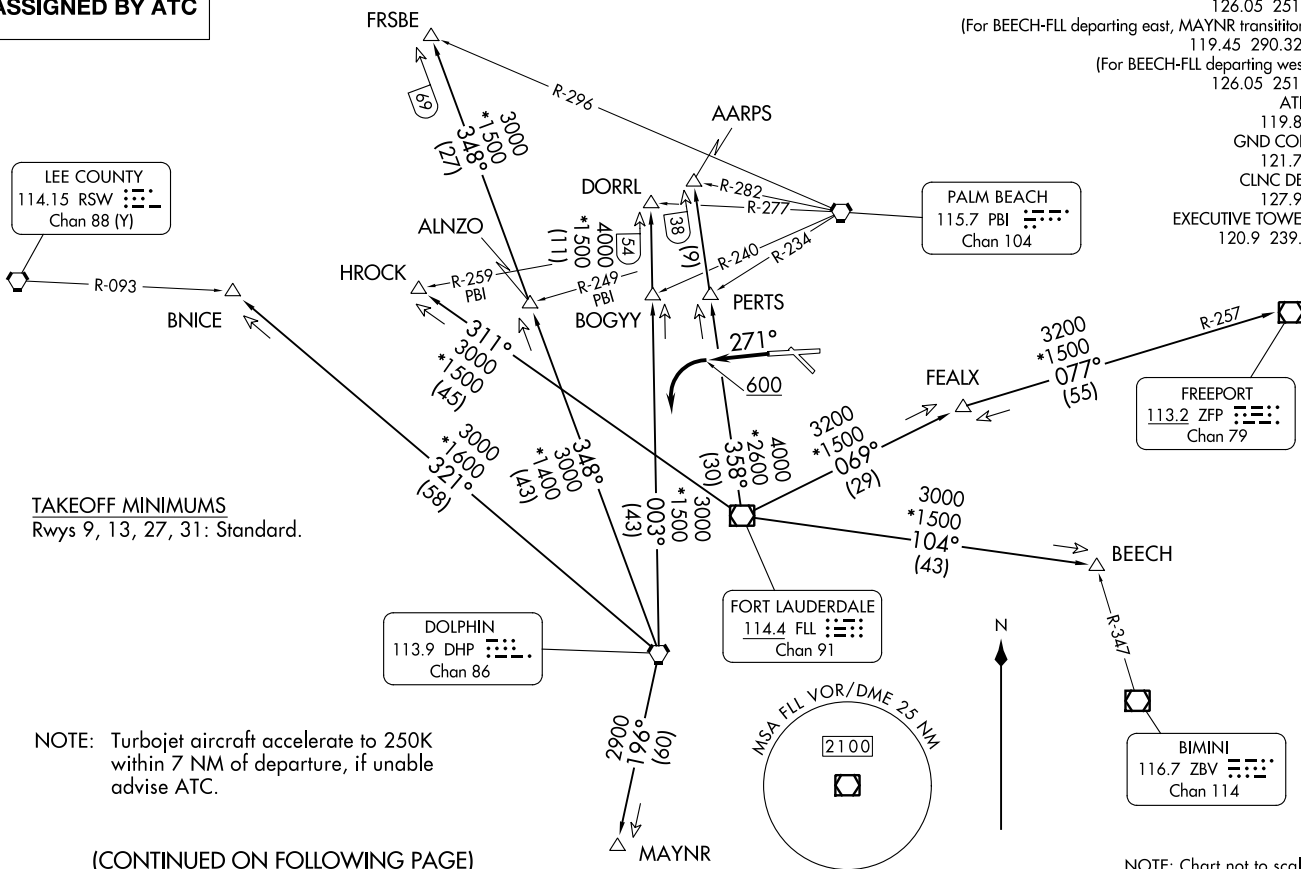 ASSIGNED BY ATC
126.05 251
(For BEECH-FLL departing east, MAYNR transititor
119.45 290.32
(For BEECH-FLL departing wes
126.05 251
119.8
GND CO
121.7
CLNC DE
127.9
EXECUTIVE TOWE
120.9 239.
FRSBE
R-296
69
3000
*1500
348°
(27)
AARPS
LEE COUNTY
114.15 RSW
Chan 88 (Y)
DORRL
R-282
R-277
PALM BEACH
115.7 PBI
Chan 104
ALNZO
4000
*1500
(11)
54
38
(9)
R-240
R-234
HROCK
R-259
PBI
R-249
PBI
R-093
BNICE
BOGYY
PERTS
271°
600
311°
3000
*1500
(45)
FEALX
3200
*1500
077°
(55)
R-257
FREEPORT
113.2 ZFP
Chan 79
3000
*1600
321°
(58)
348°
3000
*1400
(43)
003°
3000
*1500
(43)
358°
4000
*2600
(30)
3200
*1500
069°
(29)
TAKEOFF MINIMUMS
Rwys 9, 13, 27, 31: Standard.
3000
*1500
104°
(43)
BEECH
R-347
FORT LAUDERDALE
114.4 FLL
Chan 91
DOLPHIN
113.9 DHP
Chan 86
N
2900
199°
(60)
MSA FLL VOR/DME 25 NM
2100
BIMINI
116.7 ZBV
Chan 114
NOTE: Turbojet aircraft accelerate to 250K
within 7 NM of departure, if unable
advise ATC.
MAYNR
(CONTINUED ON FOLLOWING PAGE)
NOTE: Chart not to scal